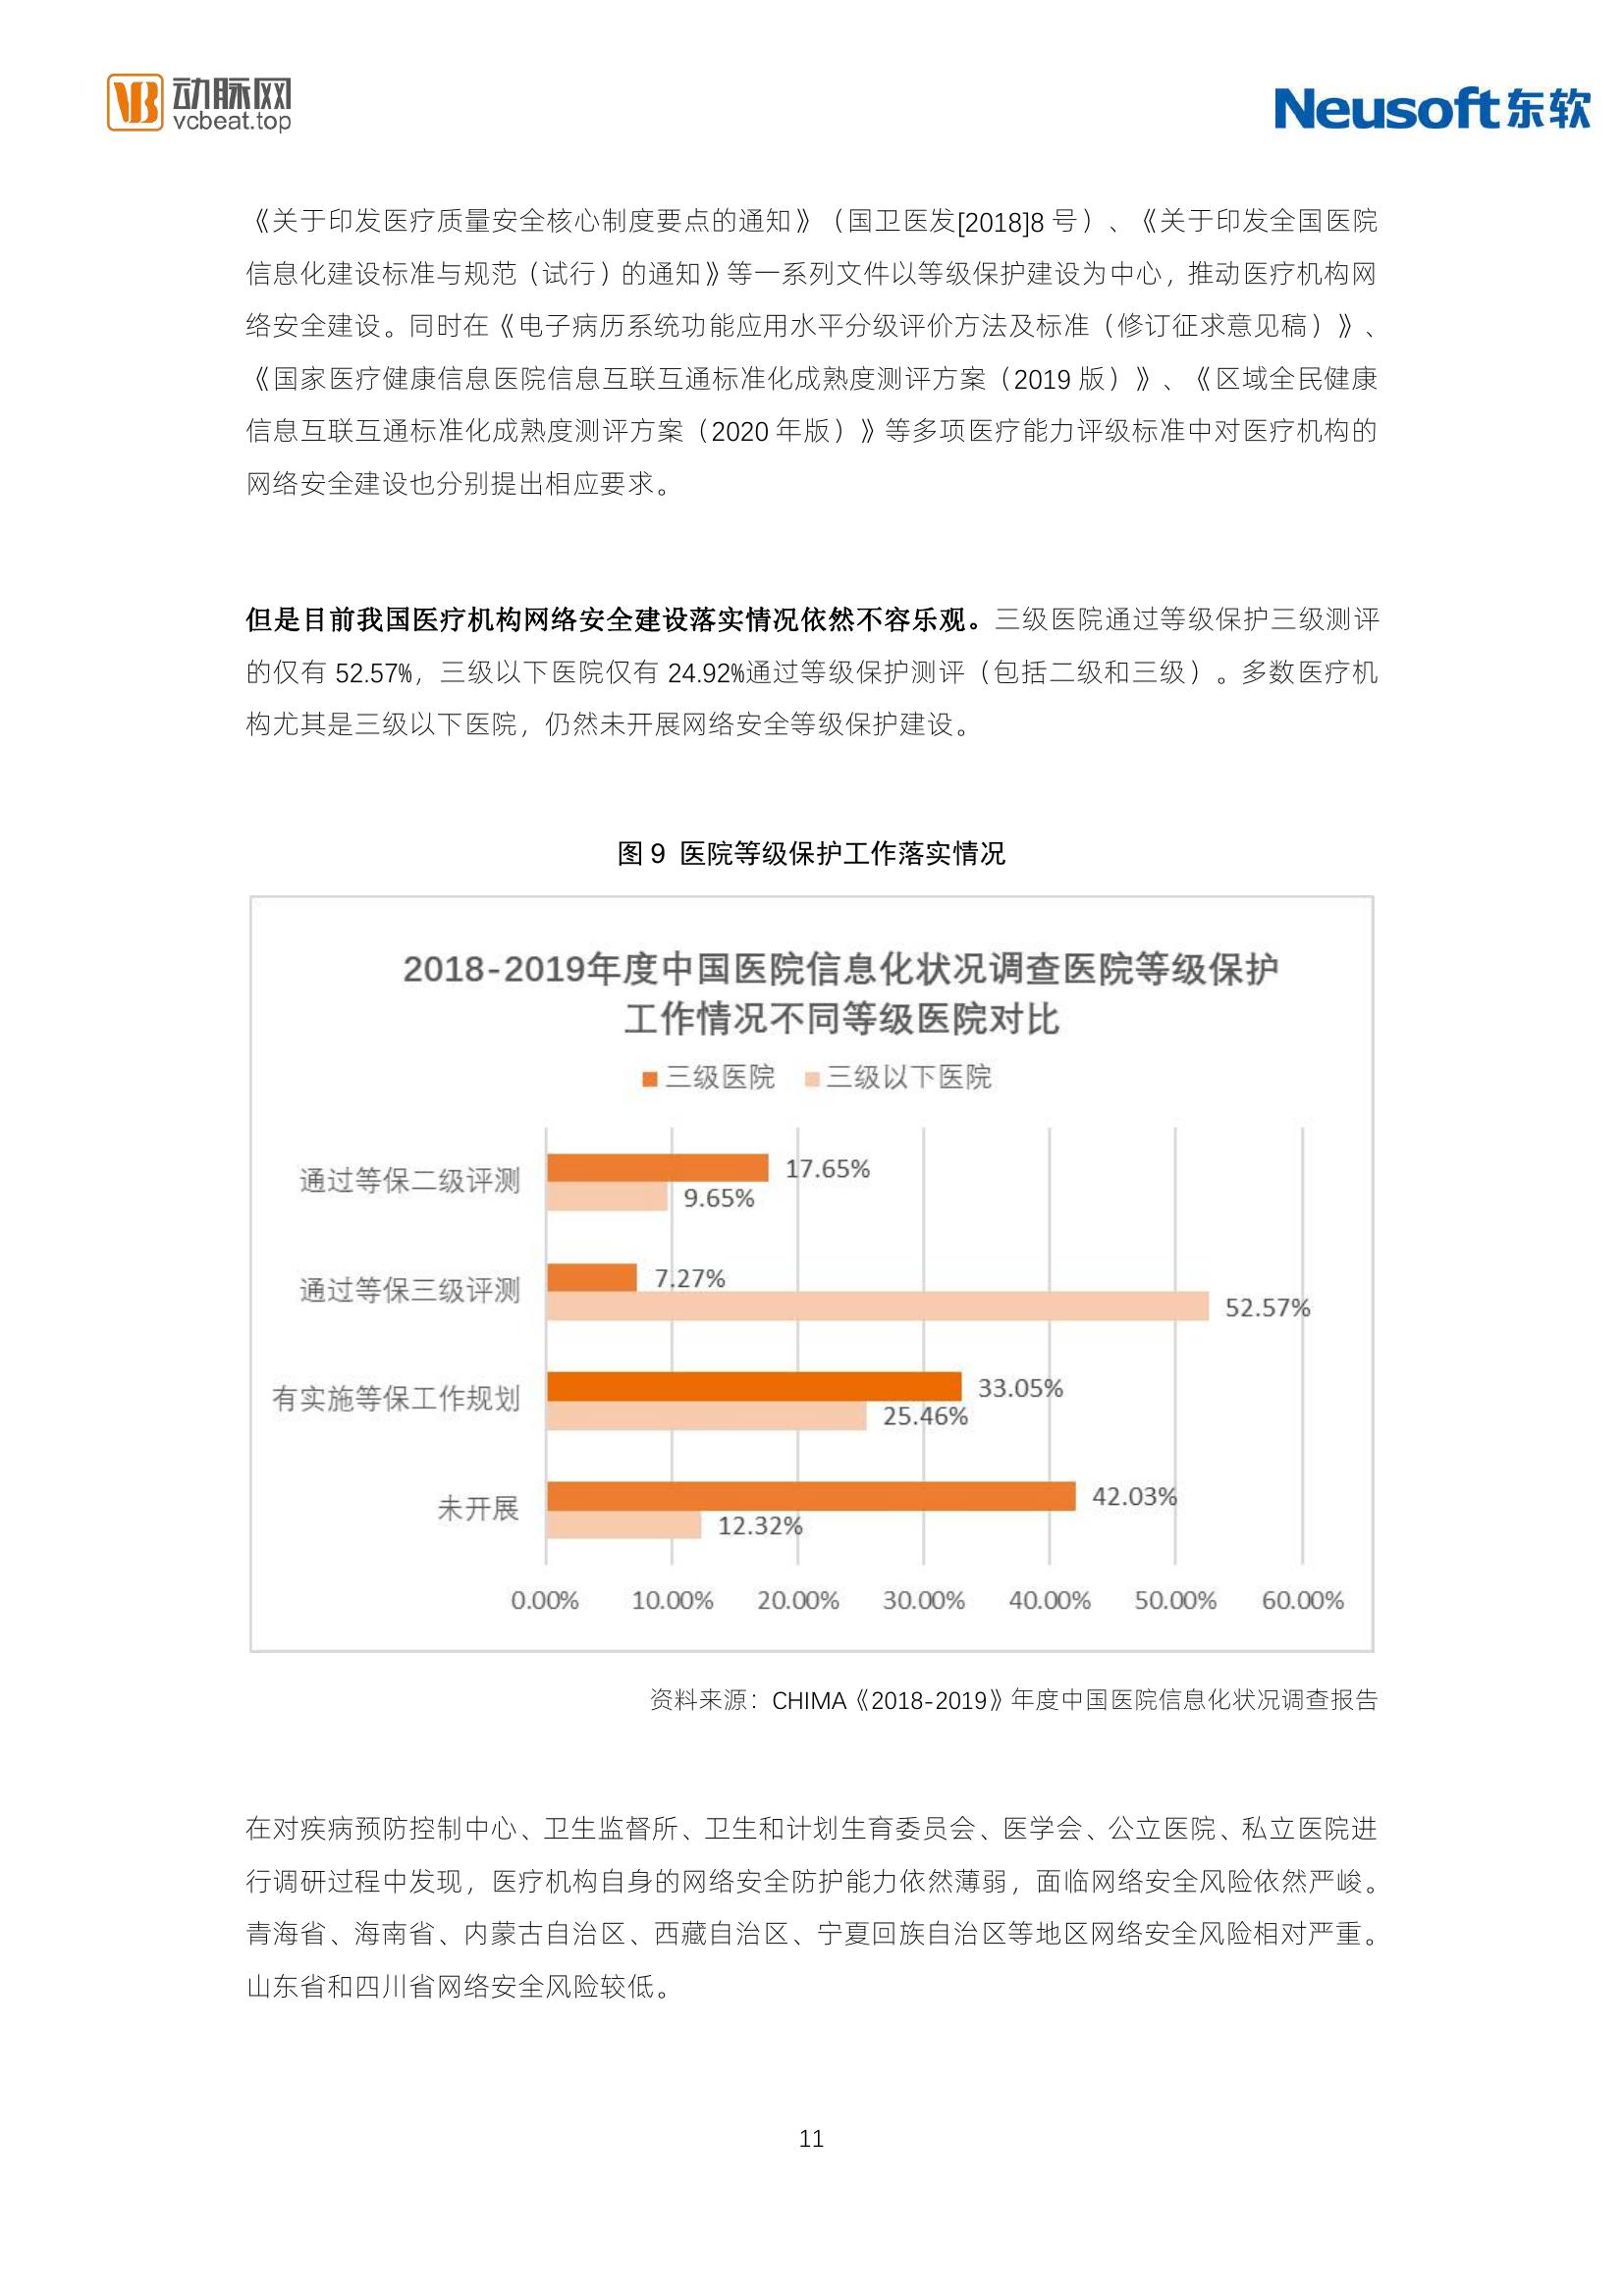 动脉网
vcbeat.top
Neusoft东软
《关于印发医疗质量安全核心制度要点的通知》（国卫医发[2018]8 号）、《关于印发全国医院
信息化建设标准与规范（试行）的通知》等一系列文件以等级保护建设为中心，推动医疗机构网
络安全建设。同时在《电子病历系统功能应用水平分级评价方法及标准（修订征求意见稿）》、
《国家医疗健康信息医院信息互联互通标准化成熟度测评方案（2019 版）》、《区域全民健康
信息互联互通标准化成熟度测评方案（2020 年版）》等多项医疗能力评级标准中对医疗机构的
网络安全建设也分别提出相应要求。
但是目前我国医疗机构网络安全建设落实情况依然不容乐观。三级医院通过等级保护三级测评
的仅有 52.57%，三级以下医院仅有 24.92%通过等级保护测评（包括二级和三级）。多数医疗机
构尤其是三级以下医院，仍然未开展网络安全等级保护建设。
图 9 医院等级保护工作落实情况
2018-2019年度中国医院信息化状况调查医院等级保护
工作情况不同等级医院对比
三级医院 三级以下医院
通过等保二级评测 17.65%
9.65%
通过等保三级评测 7.27%
52.57%
有实施等保工作规划 33.05%
25.46%
未开展 42.03%
12.32%
0.00% 10.00% 20.00% 30.00% 40.00% 50.00% 60.00%
资料来源：CHIMA《2018-2019》年度中国医院信息化状况调查报告
在对疾病预防控制中心、卫生监督所、卫生和计划生育委员会、医学会、公立医院、私立医院进
行调研过程中发现，医疗机构自身的网络安全防护能力依然薄弱，面临网络安全风险依然严峻。
青海省、海南省、内蒙古自治区、西藏自治区、宁夏回族自治区等地区网络安全风险相对严重。
山东省和四川省网络安全风险较低。
11